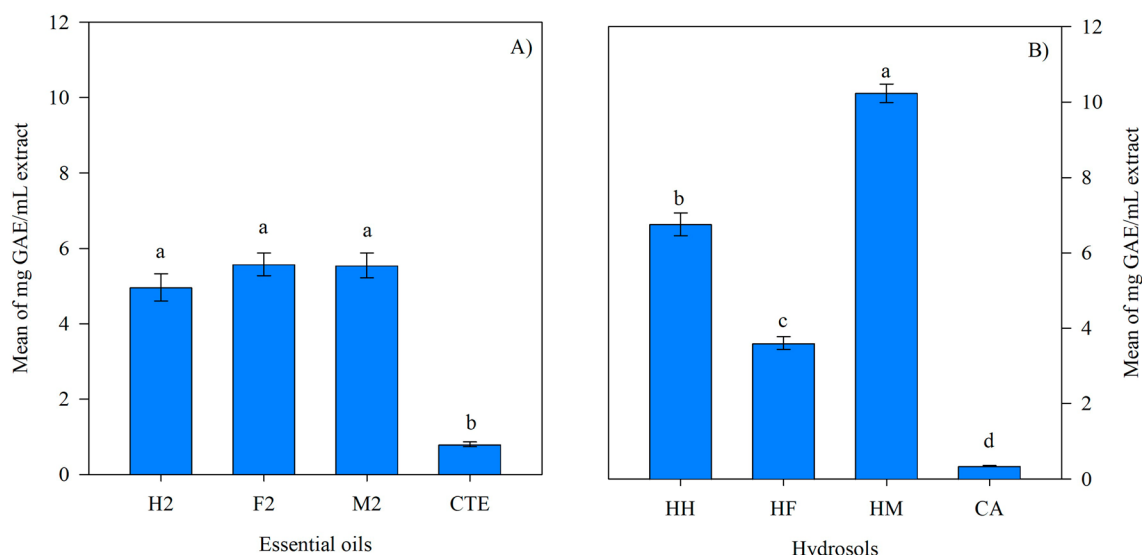 A)
12
10
8
6
4
2
0
Mean of mg GAE/mL extract
a
a
a
b
H2 F2 M2 CTE
Essential oils
B)
b
c
a
d
12
10
8
6
4
2
0
Mean of mg GAE/mL extract
HH HF HM CA
Hydrosols